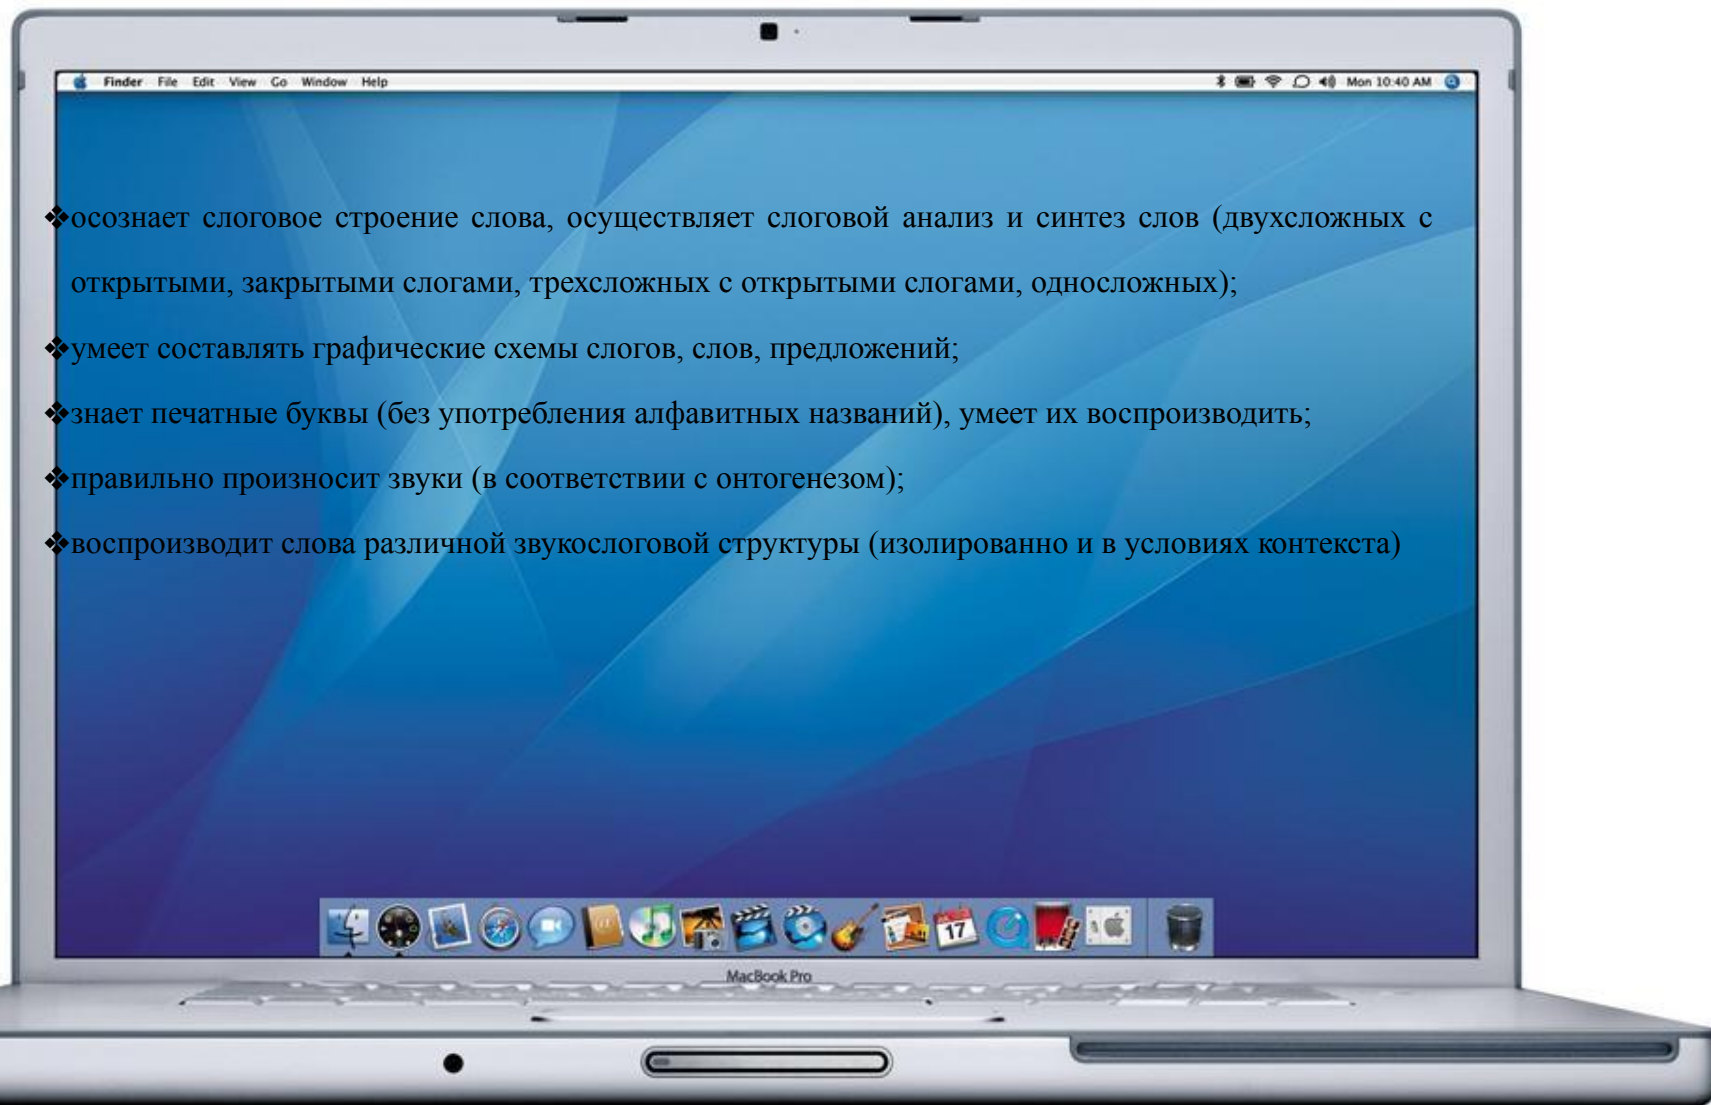 Finder File Edit View Go Window Help
Mon 10:40 AM
❖осознает слоговое строение слова, осуществляет слоговой анализ и синтез слов (двухсложных с
открытыми, закрытыми слогами, трехсложных с открытыми слогами, односложных);
❖умеет составлять графические схемы слогов, слов, предложений;
❖знает печатные буквы (без употребления алфавитных названий), умеет их воспроизводить;
❖правильно произносит звуки (в соответствии с онтогенезом);
❖воспроизводит слова различной звукослоговой структуры (изолированно и в условиях контекста)
17
MacBook Pro